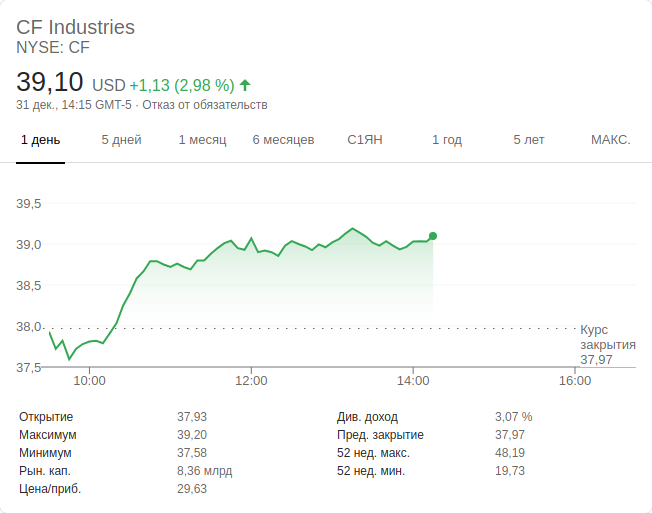 CF Industries
NYSE: CF
39,10 USD +1,13 (2,98 %)
31 дек., 14:15 GMT-5 · Отказ от обязательств
1 день 5 дней 1 месяц 6 месяцев С1ЯН 1 год 5 лет МАКС.
39,5
39,0
38,5
38,0
Курс
закрытия
37,97
37,5
10:00 12:00 14:00 16:00
Открытие 37,93 Див. доход 3,07 %
Максимум 39,20 Пред. закрытие 37,97
Минимум 37,58 52 нед. макс. 48,19
Рын. кап. 8,36 млрд 52 нед. мин. 19,73
Цена/приб. 29,63